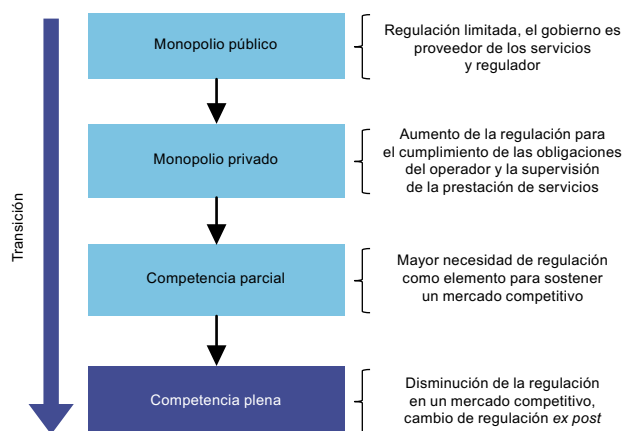 Transición
Monopolio público
Regulación limitada, el gobierno es
proveedor de los servicios
y regulador
Monopolio privado
Aumento de la regulación para
el cumplimiento de las obligaciones
del operador y la supervisión
de la prestación de servicios
Competencia parcial
Mayor necesidad de regulación
como elemento para sostener
un mercado competitivo
Competencia plena
Disminución de la regulación
en un mercado competitivo,
cambio de regulación ex post